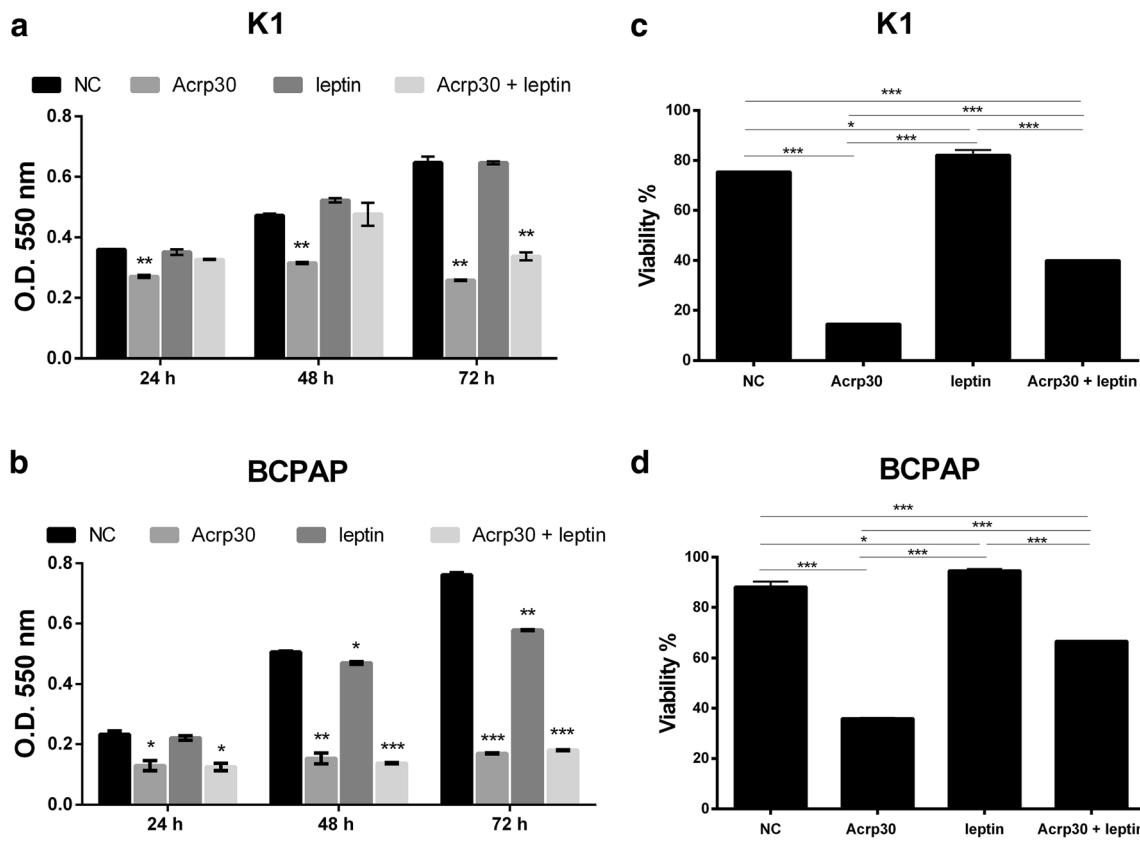 a
K1
NC Acrp30 leptin Acrp30 + leptin
O.D. 550 nm
0.8
0.6
0.4
0.2
0.0
** ** ** **
24 h 48 h 72 h
b
BCPAP
NC Acrp30 leptin Acrp30 + leptin
O.D. 550 nm
0.8
0.6
0.4
0.2
0.0
* * ** * *** *** ** ***
24 h 48 h 72 h
c
K1
Viability %
100
80
60
40
20
0
***
***
* ***
*** ***
NC Acrp30 leptin Acrp30 + leptin
d
BCPAP
Viability %
100
80
60
40
20
0
***
***
* ***
*** ***
NC Acrp30 leptin Acrp30 + leptin